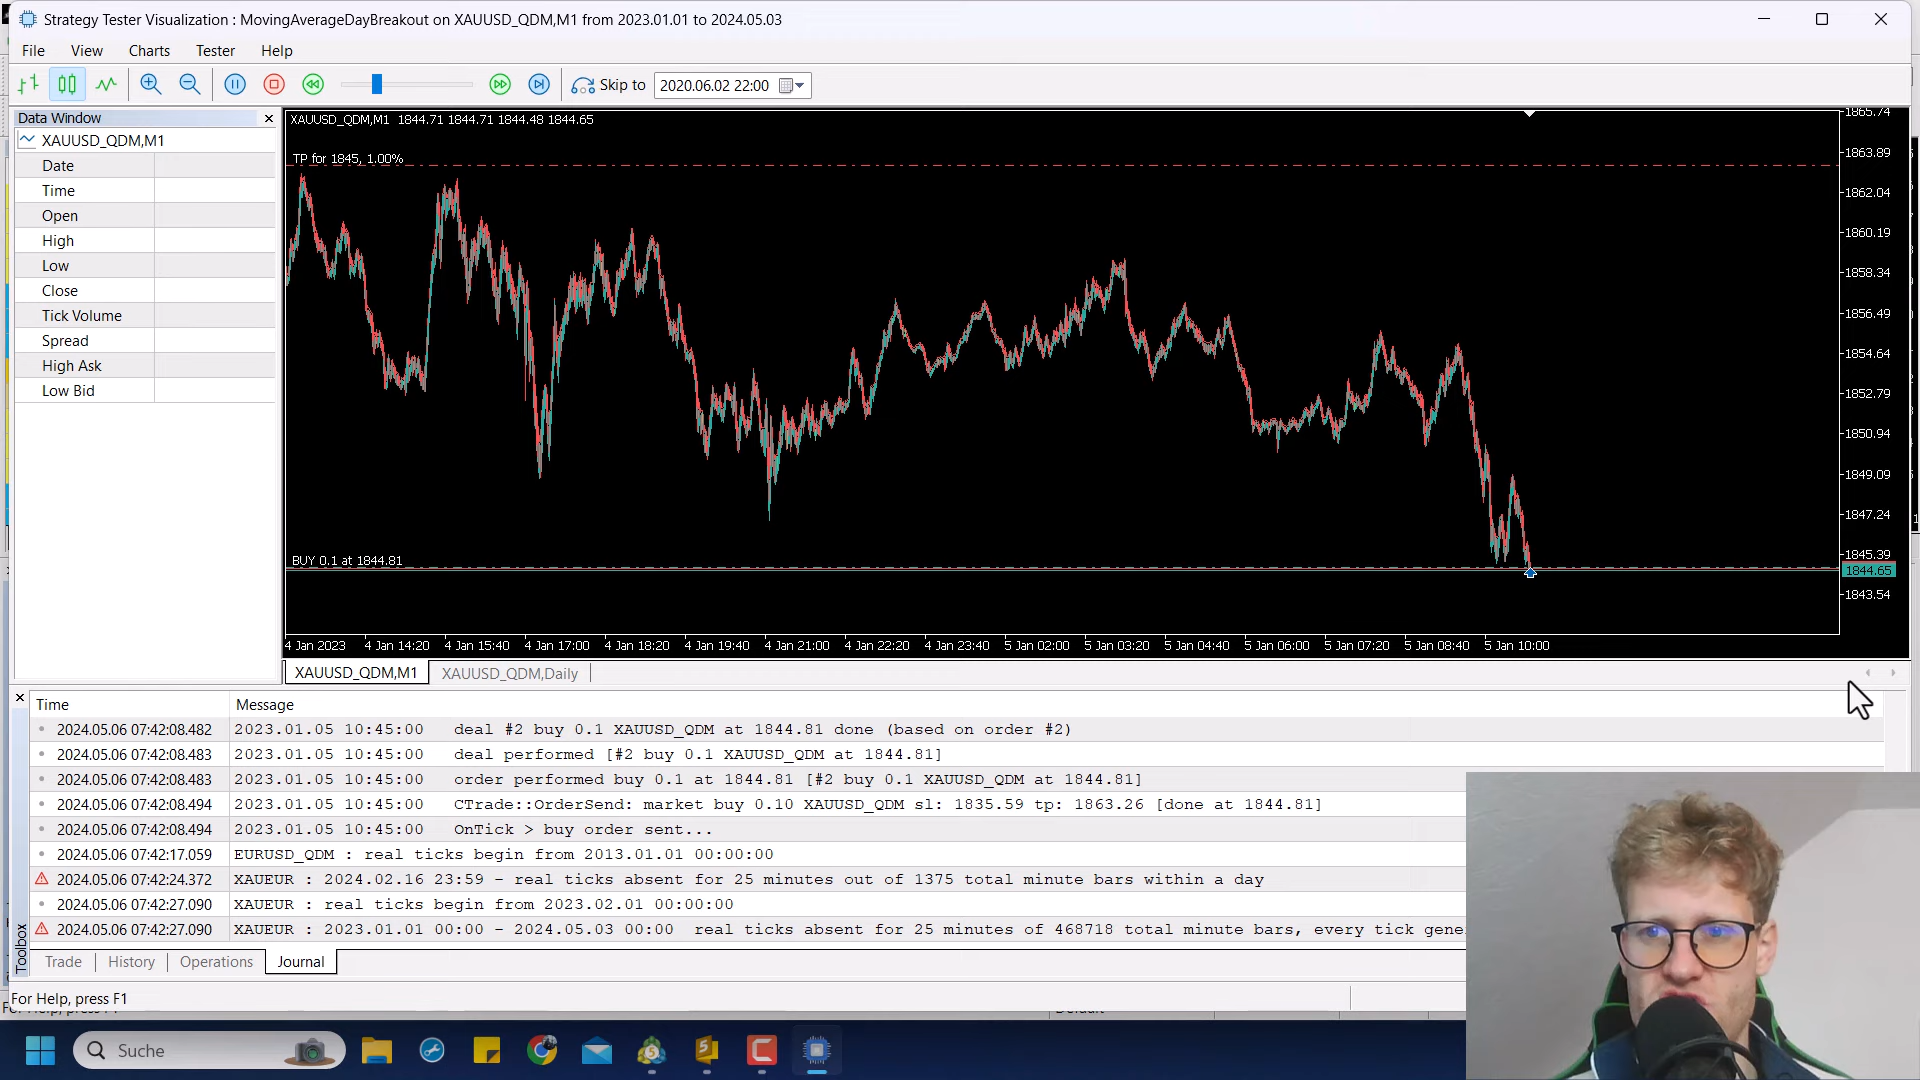 Strategy Tester Visualization : MovingAverageDayBreakout on XAUUSD_QDM,M1 from 2023.01.01 to 2024.05.03
File View Charts Tester Help
Skip to 2020.06.02 22:00
Data Window
XAUUSD_QDM,M1
Date
Time
Open
High
Low
Close
Tick Volume
Spread
High Ask
Low Bid
XAUUSD_QDM,M1 1844.71 1844.71 1844.48 1844.65
TP for 1845, 1.00%
BUY 0.1 at 1844.81
1865.74
1863.89
1862.04
1860.19
1858.34
1856.49
1854.64
1852.79
1850.94
1849.09
1847.24
1845.39
1844.65
1843.54
4 Jan 2023 4 Jan 14:20 4 Jan 15:40 4 Jan 17:00 4 Jan 18:20 4 Jan 19:40 4 Jan 21:00 4 Jan 22:20 4 Jan 23:40 5 Jan 02:00 5 Jan 03:20 5 Jan 04:40 5 Jan 06:00 5 Jan 07:20 5 Jan 08:40 5 Jan 10:00
XAUUSD_QDM,M1 XAUUSD_QDM,Daily
Time Message
2024.05.06 07:42:08.482 2023.01.05 10:45:00 deal #2 buy 0.1 XAUUSD_QDM at 1844.81 done (based on order #2)
2024.05.06 07:42:08.483 2023.01.05 10:45:00 deal performed [#2 buy 0.1 XAUUSD_QDM at 1844.81]
2024.05.06 07:42:08.483 2023.01.05 10:45:00 order performed buy 0.1 at 1844.81 [#2 buy 0.1 XAUUSD_QDM at 1844.81]
2024.05.06 07:42:08.494 2023.01.05 10:45:00 CTrade::OrderSend: market buy 0.10 XAUUSD_QDM sl: 1835.59 tp: 1863.26 [done at 1844.81]
2024.05.06 07:42:08.494 2023.01.05 10:45:00 OnTick > buy order sent...
2024.05.06 07:42:17.059 EURUSD_QDM : real ticks begin from 2013.01.01 00:00:00
2024.05.06 07:42:24.372 XAUEUR : 2024.02.16 23:59 - real ticks absent for 25 minutes out of 1375 total minute bars within a day
2024.05.06 07:42:27.090 XAUEUR : real ticks begin from 2023.02.01 00:00:00
2024.05.06 07:42:27.090 XAUEUR : 2023.01.01 00:00 - 2024.05.03 00:00 real ticks absent for 25 minutes of 468718 total minute bars, every tick gene
Toolbox
Trade History Operations Journal
For Help, press F1
Suche